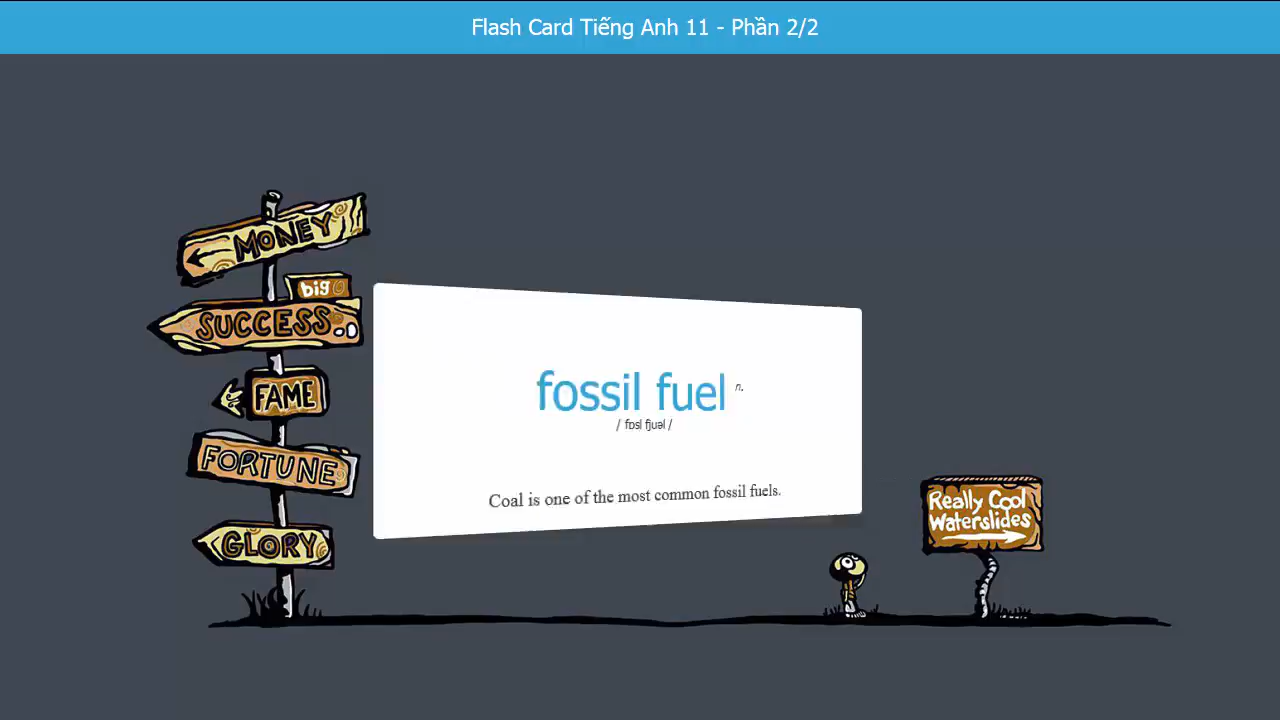 Flash Card Tiếng Anh 11 - Phần 2/2
MONEY
big
SUCCESS
FAME
FORTUNE
GLORY
fossil fuel n.
/ fɒsl fjuəl /
Coal is one of the most common fossil fuels.
Really Cool
Waterslides